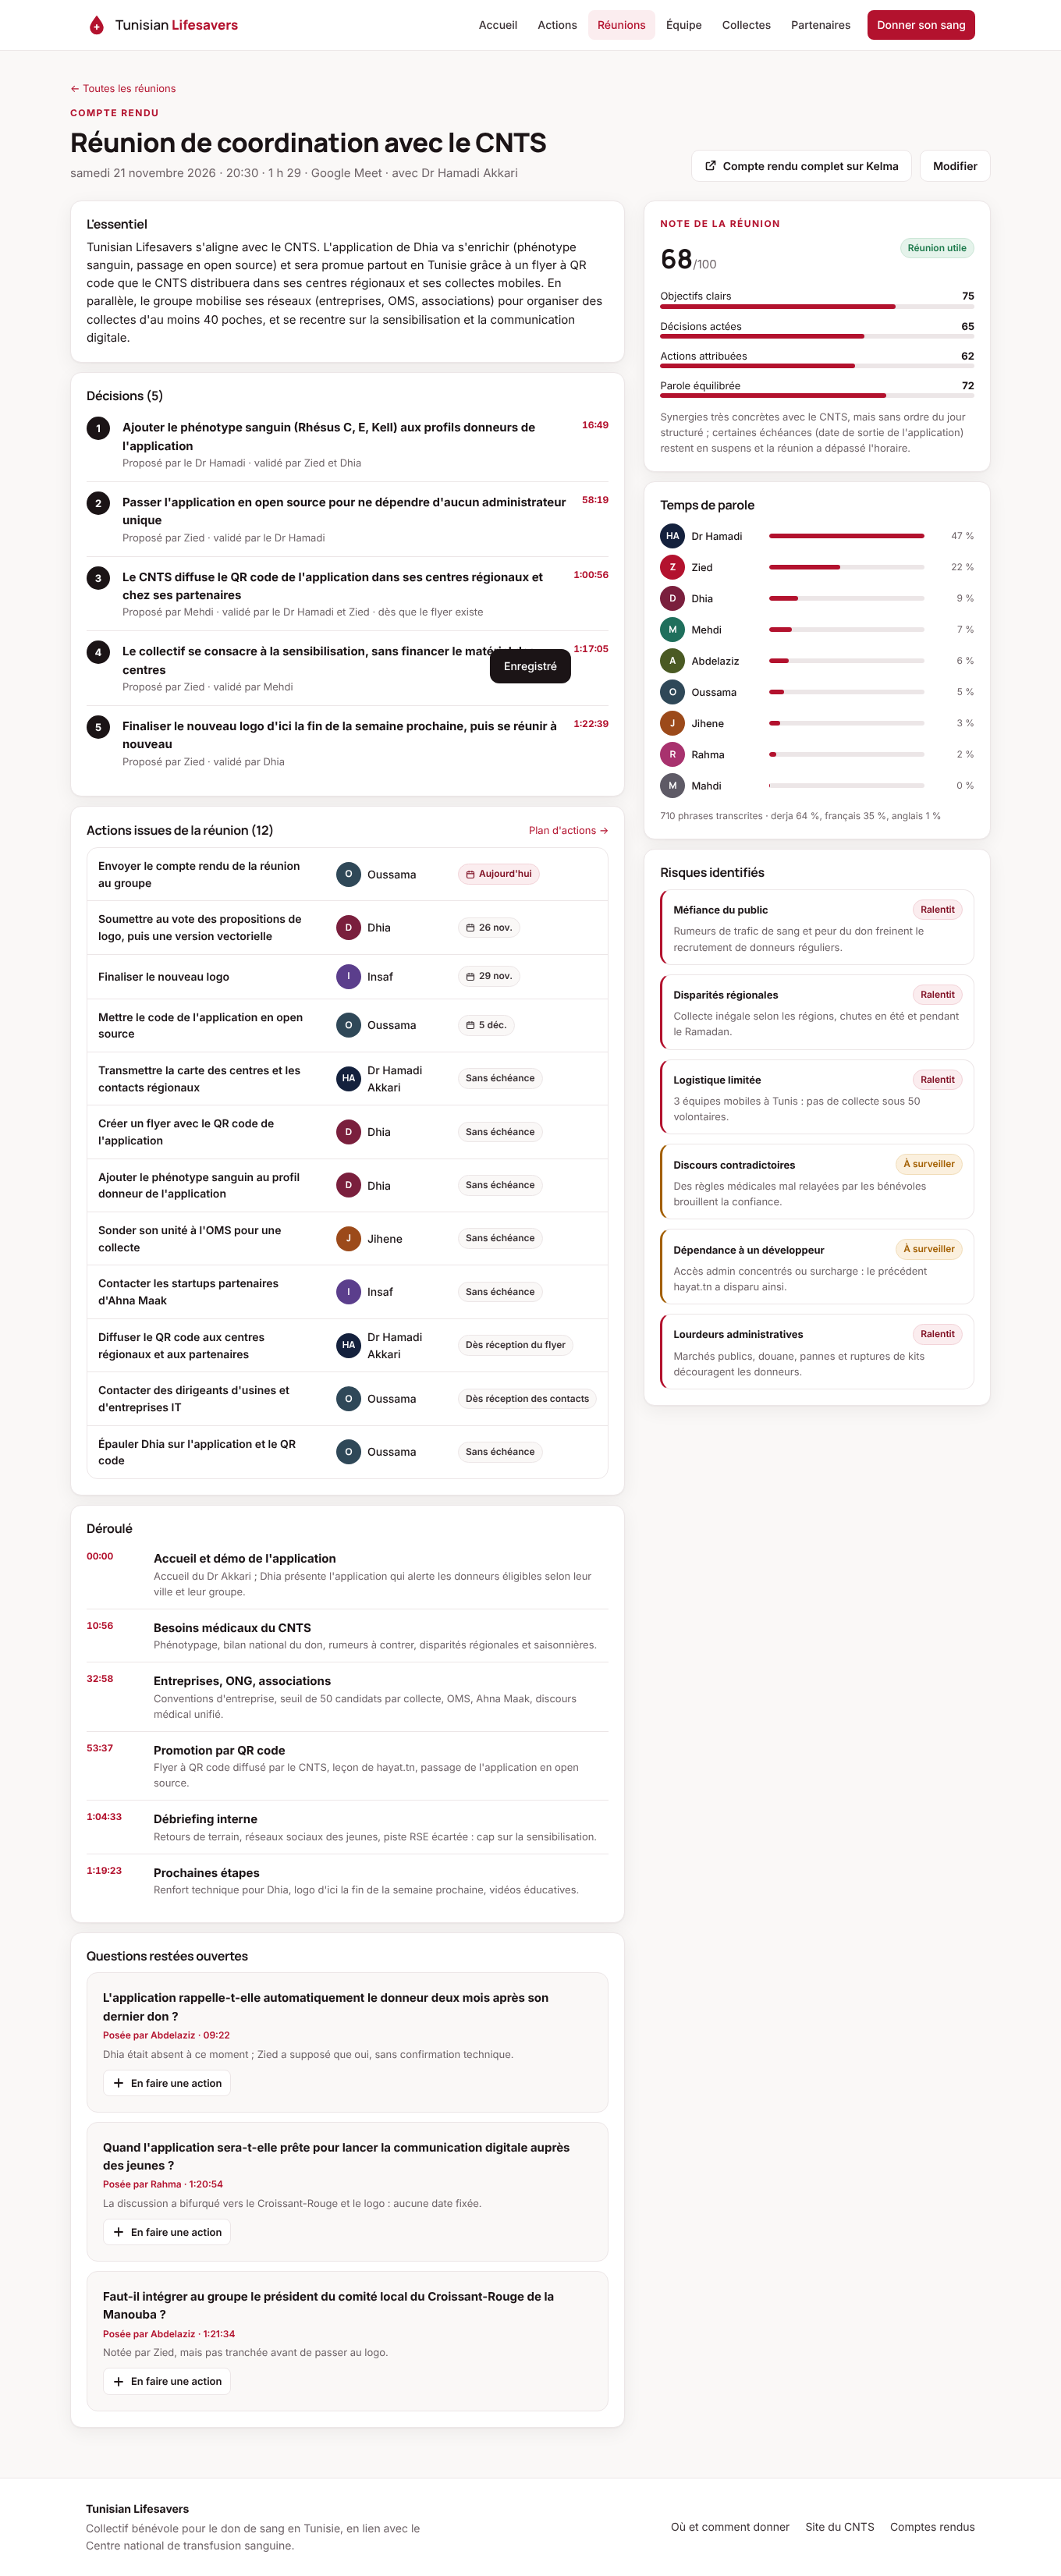 Tunisian Lifesavers
Accueil
Actions
Réunions
Équipe
Collectes
Partenaires
Donner son sang
← Toutes les réunions
COMPTE RENDU
Réunion de coordination avec le CNTS
samedi 21 novembre 2026 · 20:30 · 1 h 29 · Google Meet · avec Dr Hamadi Akkari
Compte rendu complet sur Kelma
Modifier
L'essentiel
Tunisian Lifesavers s'aligne avec le CNTS. L'application de Dhia va s'enrichir (phénotype
sanguin, passage en open source) et sera promue partout en Tunisie grâce à un flyer à QR
code que le CNTS distribuera dans ses centres régionaux et ses collectes mobiles. En
parallèle, le groupe mobilise ses réseaux (entreprises, OMS, associations) pour organiser des
collectes d'au moins 40 poches, et se recentre sur la sensibilisation et la communication
digitale.
Décisions (5)
1
Ajouter le phénotype sanguin (Rhésus C, E, Kell) aux profils donneurs de
l'application
16:49
Proposé par le Dr Hamadi · validé par Zied et Dhia
2
Passer l'application en open source pour ne dépendre d'aucun administrateur
unique
58:19
Proposé par Zied · validé par le Dr Hamadi
3
Le CNTS diffuse le QR code de l'application dans ses centres régionaux et
chez ses partenaires
1:00:56
Proposé par Mehdi · validé par le Dr Hamadi et Zied · dès que le flyer existe
4
Le collectif se consacre à la sensibilisation, sans financer le
centres
1:17:05
Enregistré
Proposé par Zied · validé par Mehdi
5
Finaliser le nouveau logo d'ici la fin de la semaine prochaine, puis se réunir à
nouveau
1:22:39
Proposé par Zied · validé par Dhia
Actions issues de la réunion (12)
Plan d'actions →
Envoyer le compte rendu de la réunion
au groupe
O Oussama
Aujourd'hui
Soumettre au vote des propositions de
logo, puis une version vectorielle
D Dhia
26 nov.
Finaliser le nouveau logo
I Insaf
29 nov.
Mettre le code de l'application en open
source
O Oussama
5 déc.
Transmettre la carte des centres et les
contacts régionaux
HA Dr Hamadi
Akkari
Sans échéance
Créer un flyer avec le QR code de
l'application
D Dhia
Sans échéance
Ajouter le phénotype sanguin au profil
donneur de l'application
D Dhia
Sans échéance
Sonder son unité à l'OMS pour une
collecte
J Jihene
Sans échéance
Contacter les startups partenaires
d'Ahna Maak
I Insaf
Sans échéance
Diffuser le QR code aux centres
régionaux et aux partenaires
HA Dr Hamadi
Akkari
Dès réception du flyer
Contacter des dirigeants d'usines et
d'entreprises IT
O Oussama
Dès réception des contacts
Épauler Dhia sur l'application et le QR
code
O Oussama
Sans échéance
Déroulé
00:00
Accueil et démo de l'application
Accueil du Dr Akkari ; Dhia présente l'application qui alerte les donneurs éligibles selon leur
ville et leur groupe.
10:56
Besoins médicaux du CNTS
Phénotypage, bilan national du don, rumeurs à contrer, disparités régionales et saisonnières.
32:58
Entreprises, ONG, associations
Conventions d'entreprise, seuil de 50 candidats par collecte, OMS, Ahna Maak, discours
médical unifié.
53:37
Promotion par QR code
Flyer à QR code diffusé par le CNTS, leçon de hayat.tn, passage de l'application en open
source.
1:04:33
Débriefing interne
Retours de terrain, réseaux sociaux des jeunes, piste RSE écartée : cap sur la sensibilisation.
1:19:23
Prochaines étapes
Renfort technique pour Dhia, logo d'ici la fin de la semaine prochaine, vidéos éducatives.
Questions restées ouvertes
L'application rappelle-t-elle automatiquement le donneur deux mois après son
dernier don ?
Posée par Abdelaziz · 09:22
Dhia était absent à ce moment ; Zied a supposé que oui, sans confirmation technique.
+ En faire une action
Quand l'application sera-t-elle prête pour lancer la communication digitale auprès
des jeunes ?
Posée par Rahma · 1:20:54
La discussion a bifurqué vers le Croissant-Rouge et le logo : aucune date fixée.
+ En faire une action
Faut-il intégrer au groupe le président du comité local du Croissant-Rouge de la
Manouba ?
Posée par Abdelaziz · 1:21:34
Notée par Zied, mais pas tranchée avant de passer au logo.
+ En faire une action
NOTE DE LA RÉUNION
68/100
Réunion utile
Objectifs clairs 75
Décisions actées 65
Actions attribuées 62
Parole équilibrée 72
Synergies très concrètes avec le CNTS, mais sans ordre du jour
structuré ; certaines échéances (date de sortie de l'application)
restent en suspens et la réunion a dépassé l'horaire.
Temps de parole
HA Dr Hamadi 47 %
Z Zied 22 %
D Dhia 9 %
M Mehdi 7 %
A Abdelaziz 6 %
O Oussama 5 %
J Jihene 3 %
R Rahma 2 %
M Mahdi 0 %
710 phrases transcrites · derja 64 %, français 35 %, anglais 1 %
Risques identifiés
Méfiance du public
Ralentit
Rumeurs de trafic de sang et peur du don freinent le
recrutement de donneurs réguliers.
Disparités régionales
Ralentit
Collecte inégale selon les régions, chutes en été et pendant
le Ramadan.
Logistique limitée
Ralentit
3 équipes mobiles à Tunis : pas de collecte sous 50
volontaires.
Discours contradictoires
À surveiller
Des règles médicales mal relayées par les bénévoles
brouillent la confiance.
Dépendance à un développeur
À surveiller
Accès admin concentrés ou surcharge : le précédent
hayat.tn a disparu ainsi.
Lourdeurs administratives
Ralentit
Marchés publics, douane, pannes et ruptures de kits
découragent les donneurs.
Tunisian Lifesavers
Collectif bénévole pour le don de sang en Tunisie, en lien avec le
Centre national de transfusion sanguine.
Où et comment donner
Site du CNTS
Comptes rendus